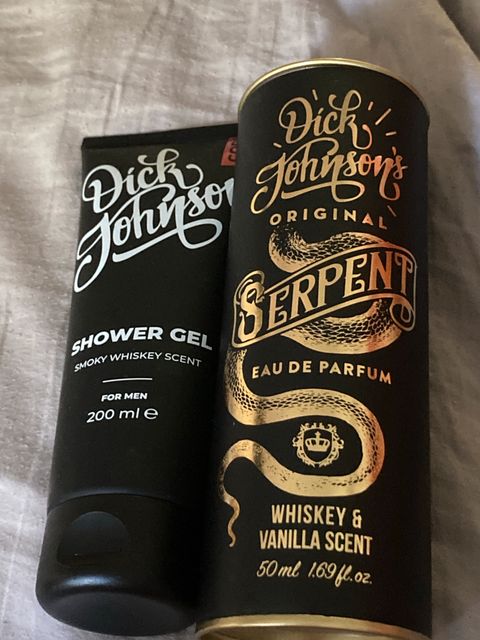 Dick
Johnson
SHOWER GEL
SMOKY WHISKEY SCENT
FOR MEN
200 ml ℮
Dick
Johnson's
ORIGINAL
SERPENT
EAU DE PARFUM
WHISKEY &
VANILLA SCENT
50 ml 1.69 fl. oz.